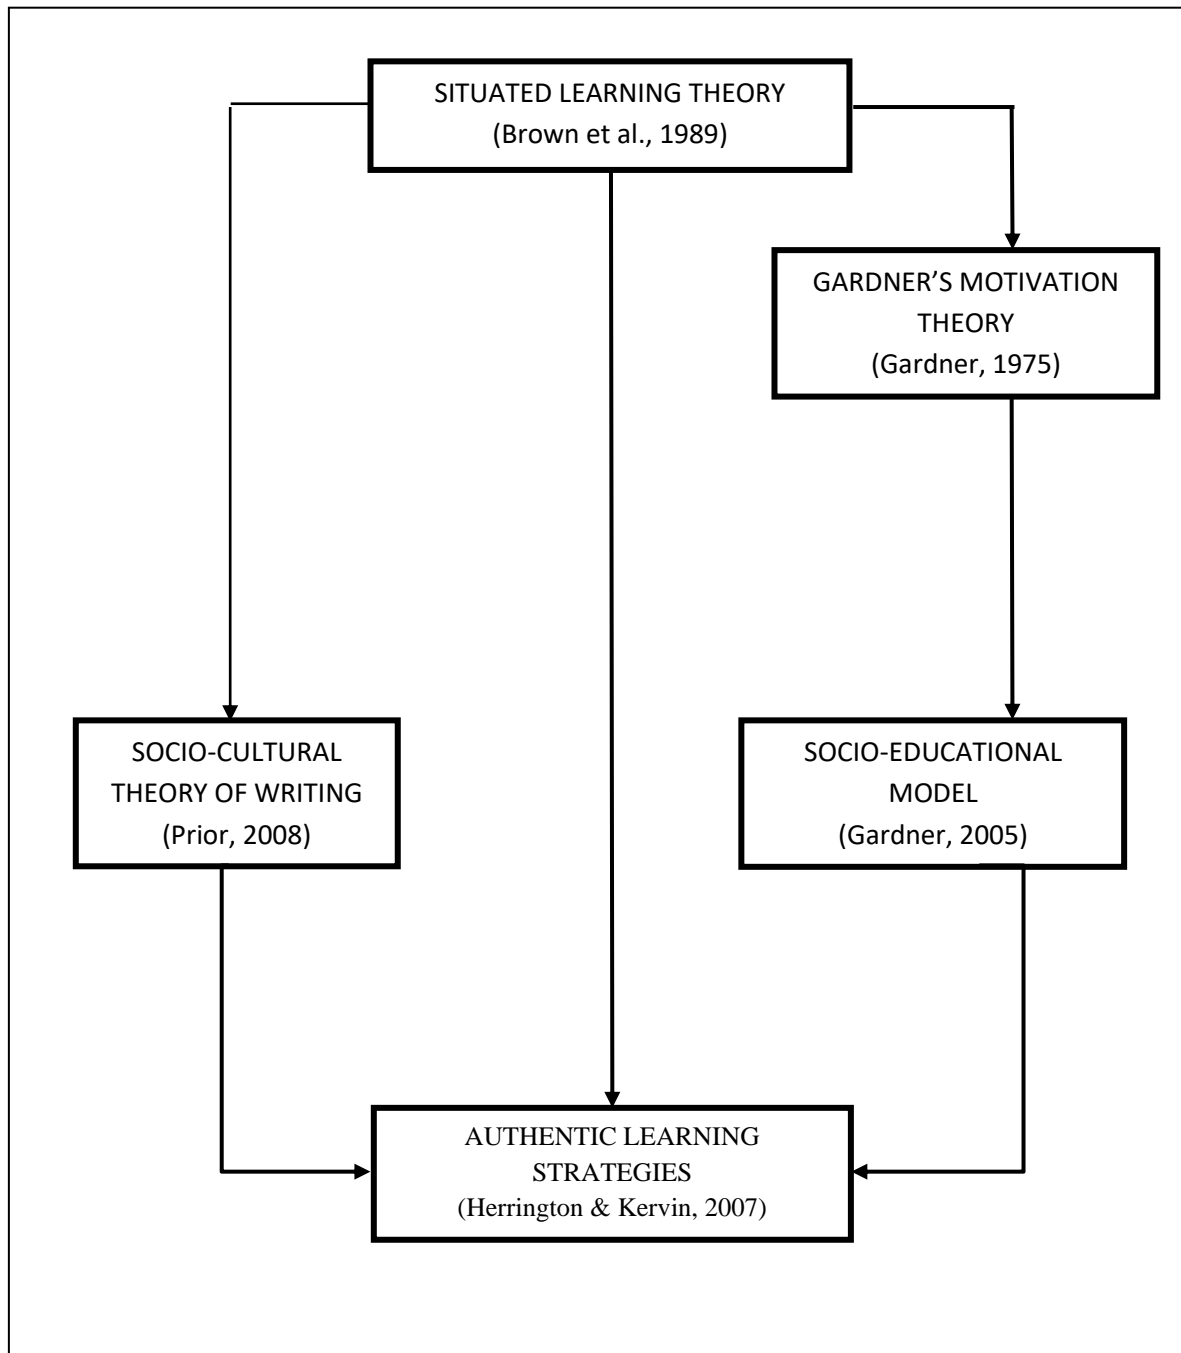 SITUATED LEARNING THEORY
(Brown et al., 1989)
GARDNER’S MOTIVATION
THEORY
(Gardner, 1975)
SOCIO-CULTURAL
THEORY OF WRITING
(Prior, 2008)
SOCIO-EDUCATIONAL
MODEL
(Gardner, 2005)
AUTHENTIC LEARNING
STRATEGIES
(Herrington & Kervin, 2007)